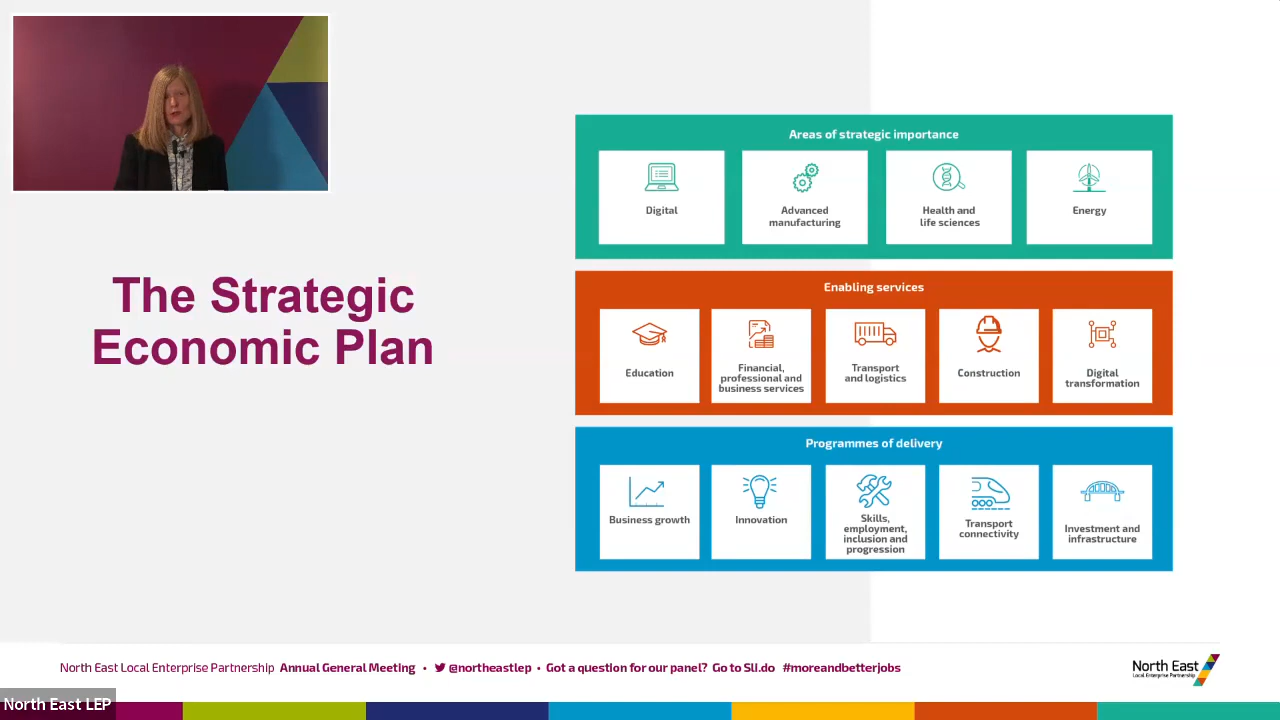 The Strategic
Economic Plan
Areas of strategic importance
Digital
Advanced
manufacturing
Health and
life sciences
Energy
Enabling services
Education
Financial,
professional and
business services
Transport
and logistics
Construction
Digital
transformation
Programmes of delivery
Business growth
Innovation
Skills,
employment,
inclusion and
progression
Transport
connectivity
Investment and
infrastructure
North East Local Enterprise Partnership Annual General Meeting • @northeastlep • Got a question for our panel? Go to Sli.do #moreandbetterjobs
North East
Local Enterprise Partnership
North East LEP